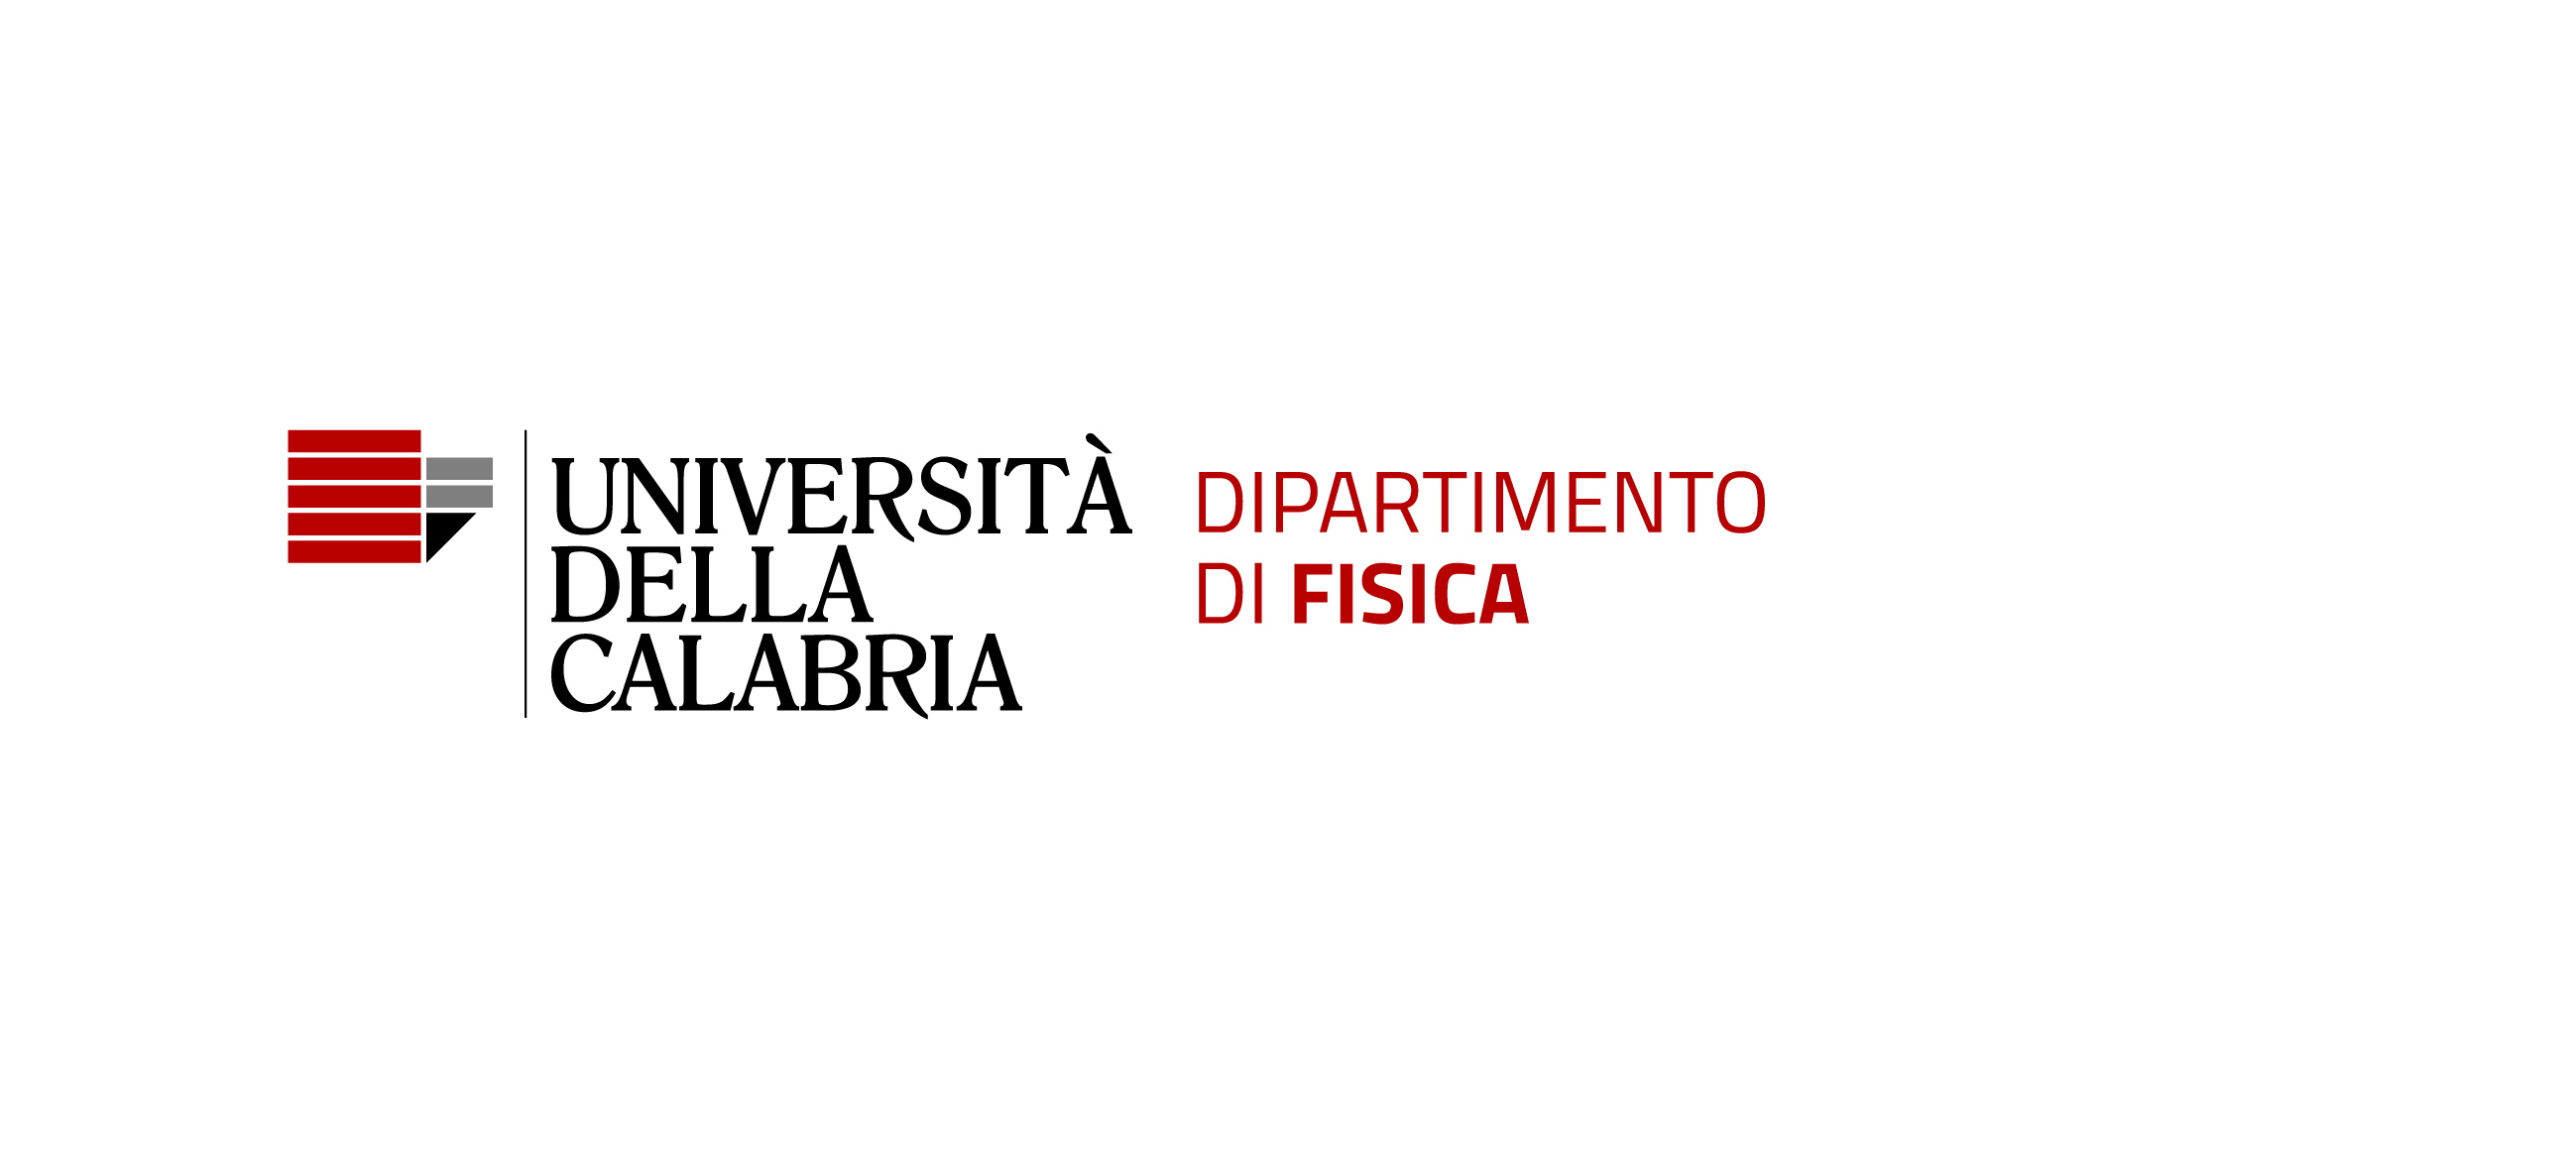 UNIVERSITÀ
DELLA
CALABRIA
DIPARTIMENTO
DI FISICA